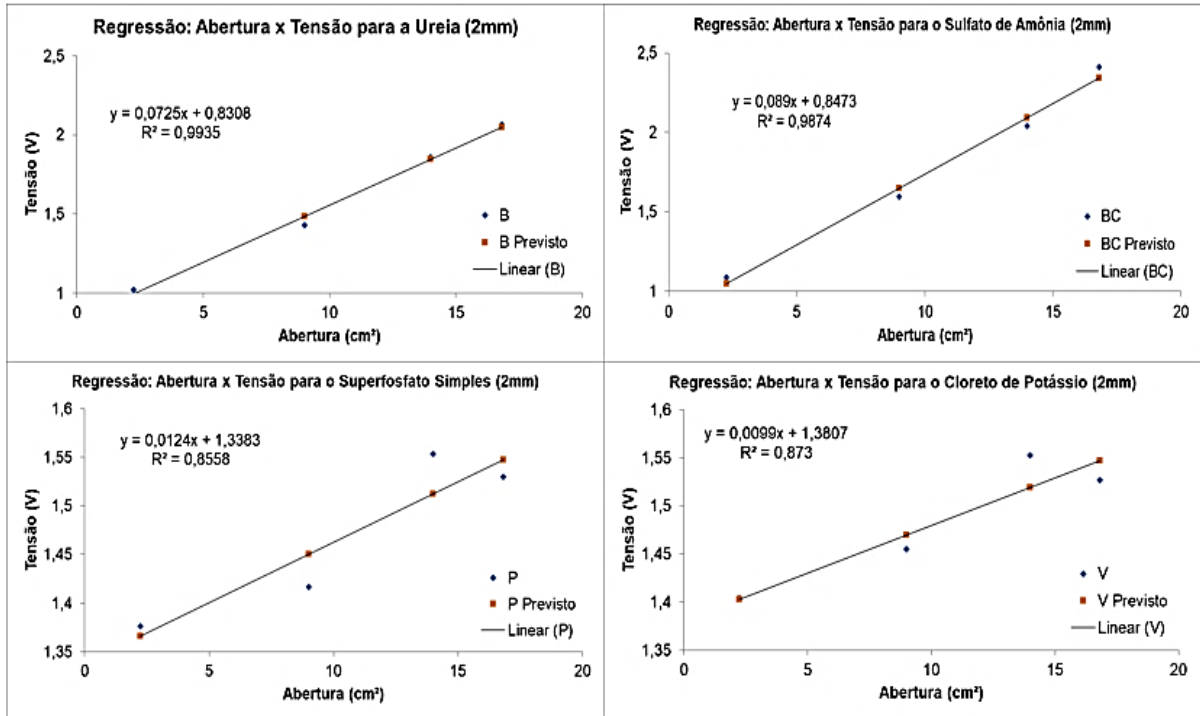 Regressão: Abertura x Tensão para a Ureia (2mm)
2,5
2
1,5
1
Tensão (V)
y = 0,0725x + 0,8308
R² = 0,9935
B
B Previsto
Linear (B)
0
5
10
15
20
Abertura (cm²)
Regressão: Abertura x Tensão para o Sulfato de Amônia (2mm)
2,5
2
1,5
1
Tensão (V)
y = 0,089x + 0,8473
R² = 0,9874
BC
BC Previsto
Linear (BC)
0
5
10
15
20
Abertura (cm²)
Regressão: Abertura x Tensão para o Superfosfato Simples (2mm)
1,6
1,55
1,5
1,45
1,4
1,35
Tensão (V)
y = 0,0124x + 1,3383
R² = 0,8558
P
P Previsto
Linear (P)
0
5
10
15
20
Abertura (cm²)
Regressão: Abertura x Tensão para o Cloreto de Potássio (2mm)
1,6
1,55
1,5
1,45
1,4
1,35
Tensão (V)
y = 0,0099x + 1,3807
R² = 0,873
V
V Previsto
Linear (V)
0
5
10
15
20
Abertura (cm²)